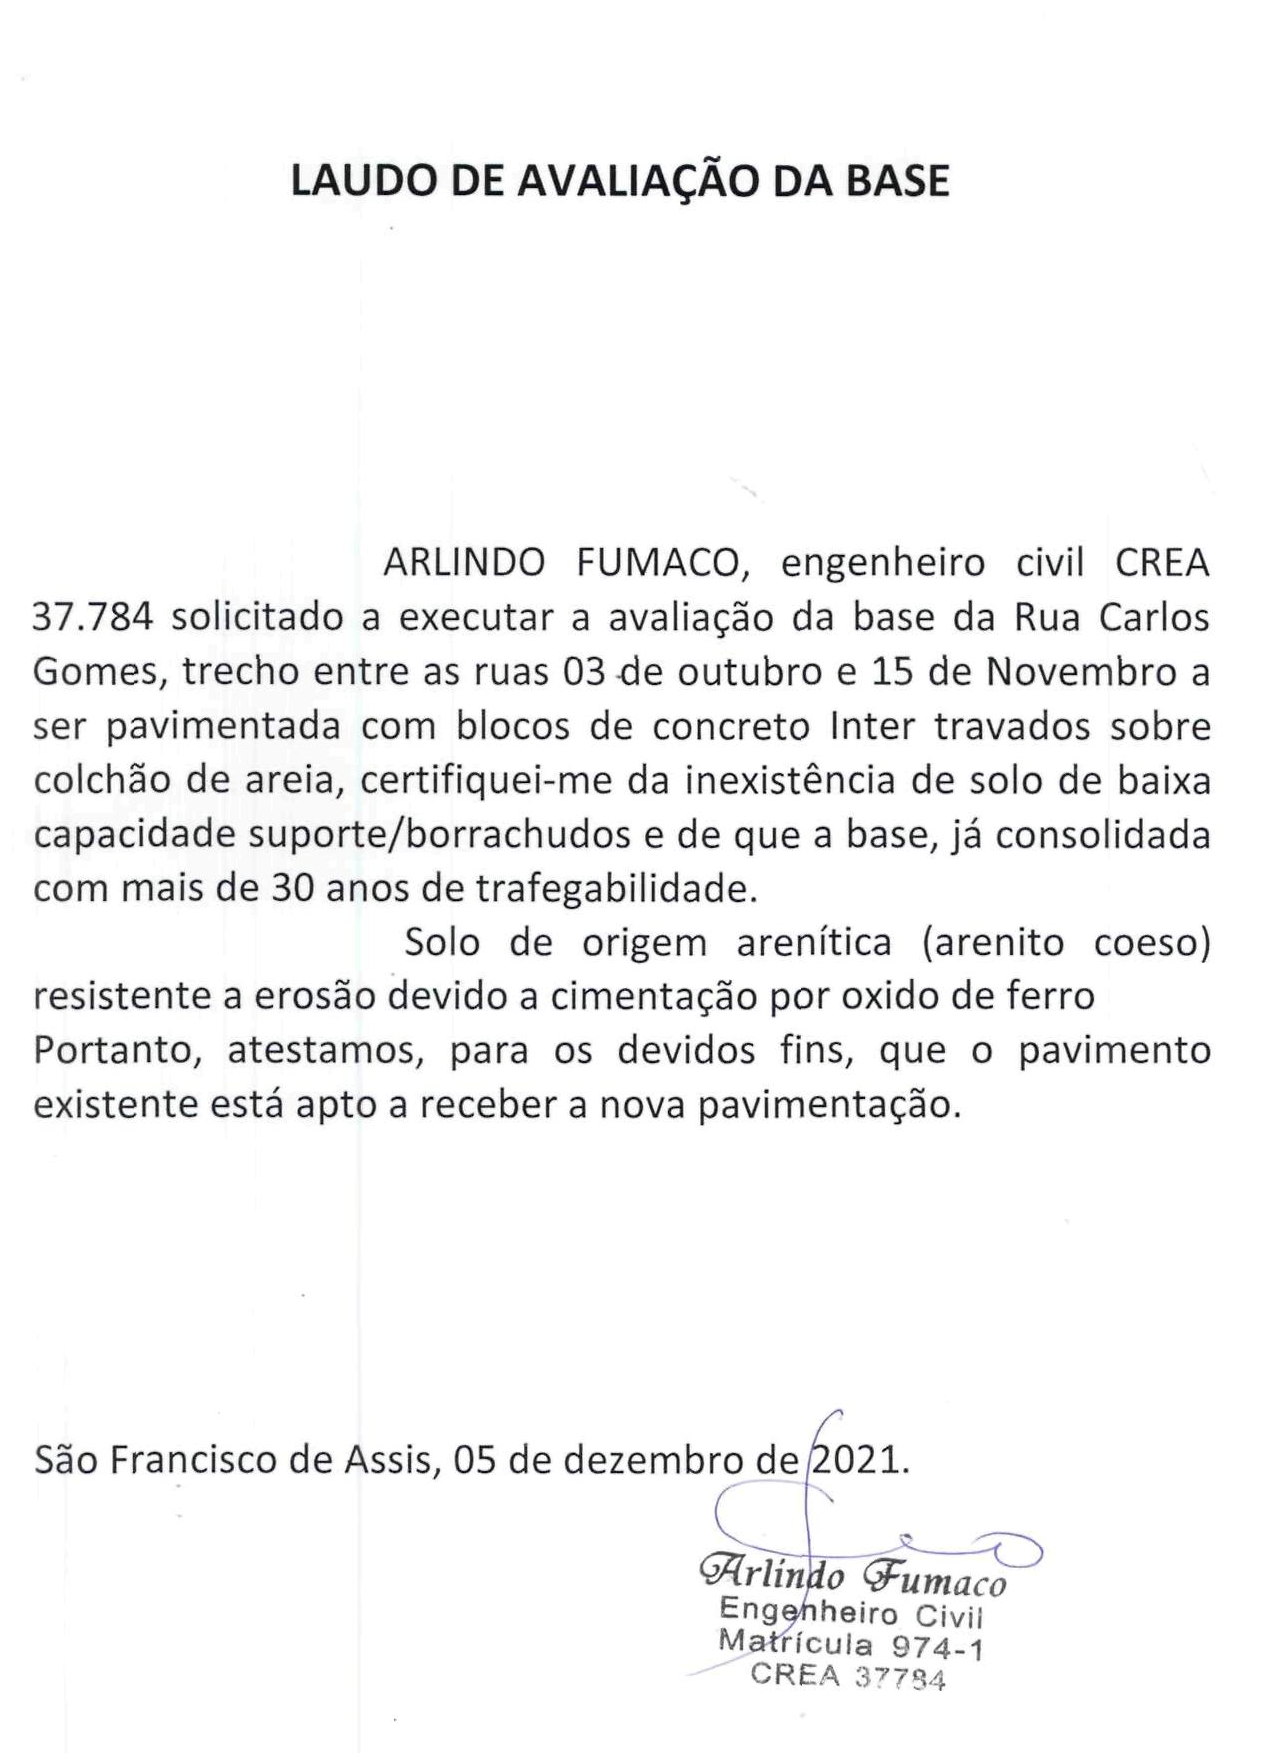 LAUDO DE AVALIAÇÃO DA BASE
ARLINDO FUMACO, engenheiro civil CREA
37.784 solicitado a executar a avaliação da base da Rua Carlos
Gomes, trecho entre as ruas 03 de outubro e 15 de Novembro a
ser pavimentada com blocos de concreto Inter travados sobre
colchão de areia, certifiquei-me da inexistência de solo de baixa
capacidade suporte/borrachudos e de que a base, já consolidada
com mais de 30 anos de trafegabilidade.
Solo de origem arenítica (arenito coeso)
resistente a erosão devido a cimentação por oxido de ferro
Portanto, atestamos, para os devidos fins, que o pavimento
existente está apto a receber a nova pavimentação.
São Francisco de Assis, 05 de dezembro de 2021.
Arlindo Fumaco
Engenheiro Civil
Matrícula 974-1
CREA 37784